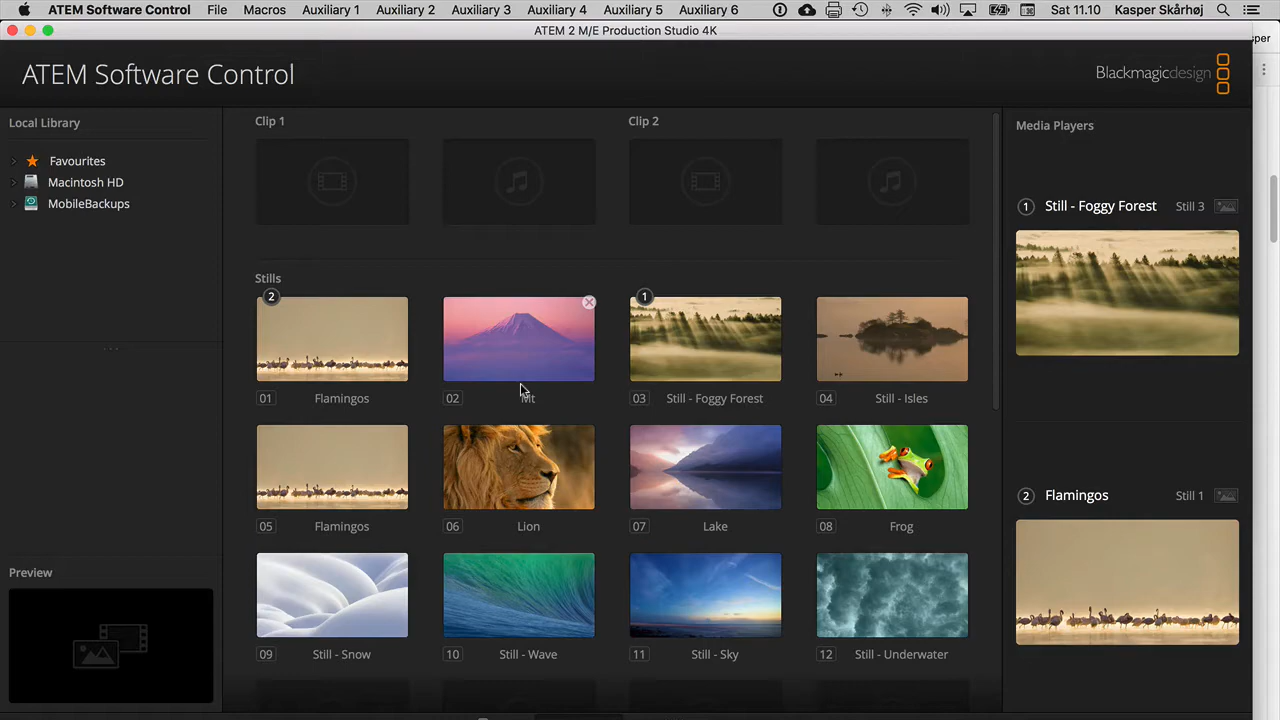 ATEM Software Control File Macros Auxiliary 1 Auxiliary 2 Auxiliary 3 Auxiliary 4 Auxiliary 5 Auxiliary 6 Sat 11.10 Kasper Skårhøj
ATEM 2 M/E Production Studio 4K
ATEM Software Control
Blackmagicdesign
Local Library
Favourites
Macintosh HD
MobileBackups
Preview
Clip 1
Clip 2
Stills
2
1
01 Flamingos
02
03 Still - Foggy Forest
04 Still - Isles
05 Flamingos
06 Lion
07 Lake
08 Frog
09 Still - Snow
10 Still - Wave
11 Still - Sky
12 Still - Underwater
Media Players
1 Still - Foggy Forest Still 3
2 Flamingos Still 1